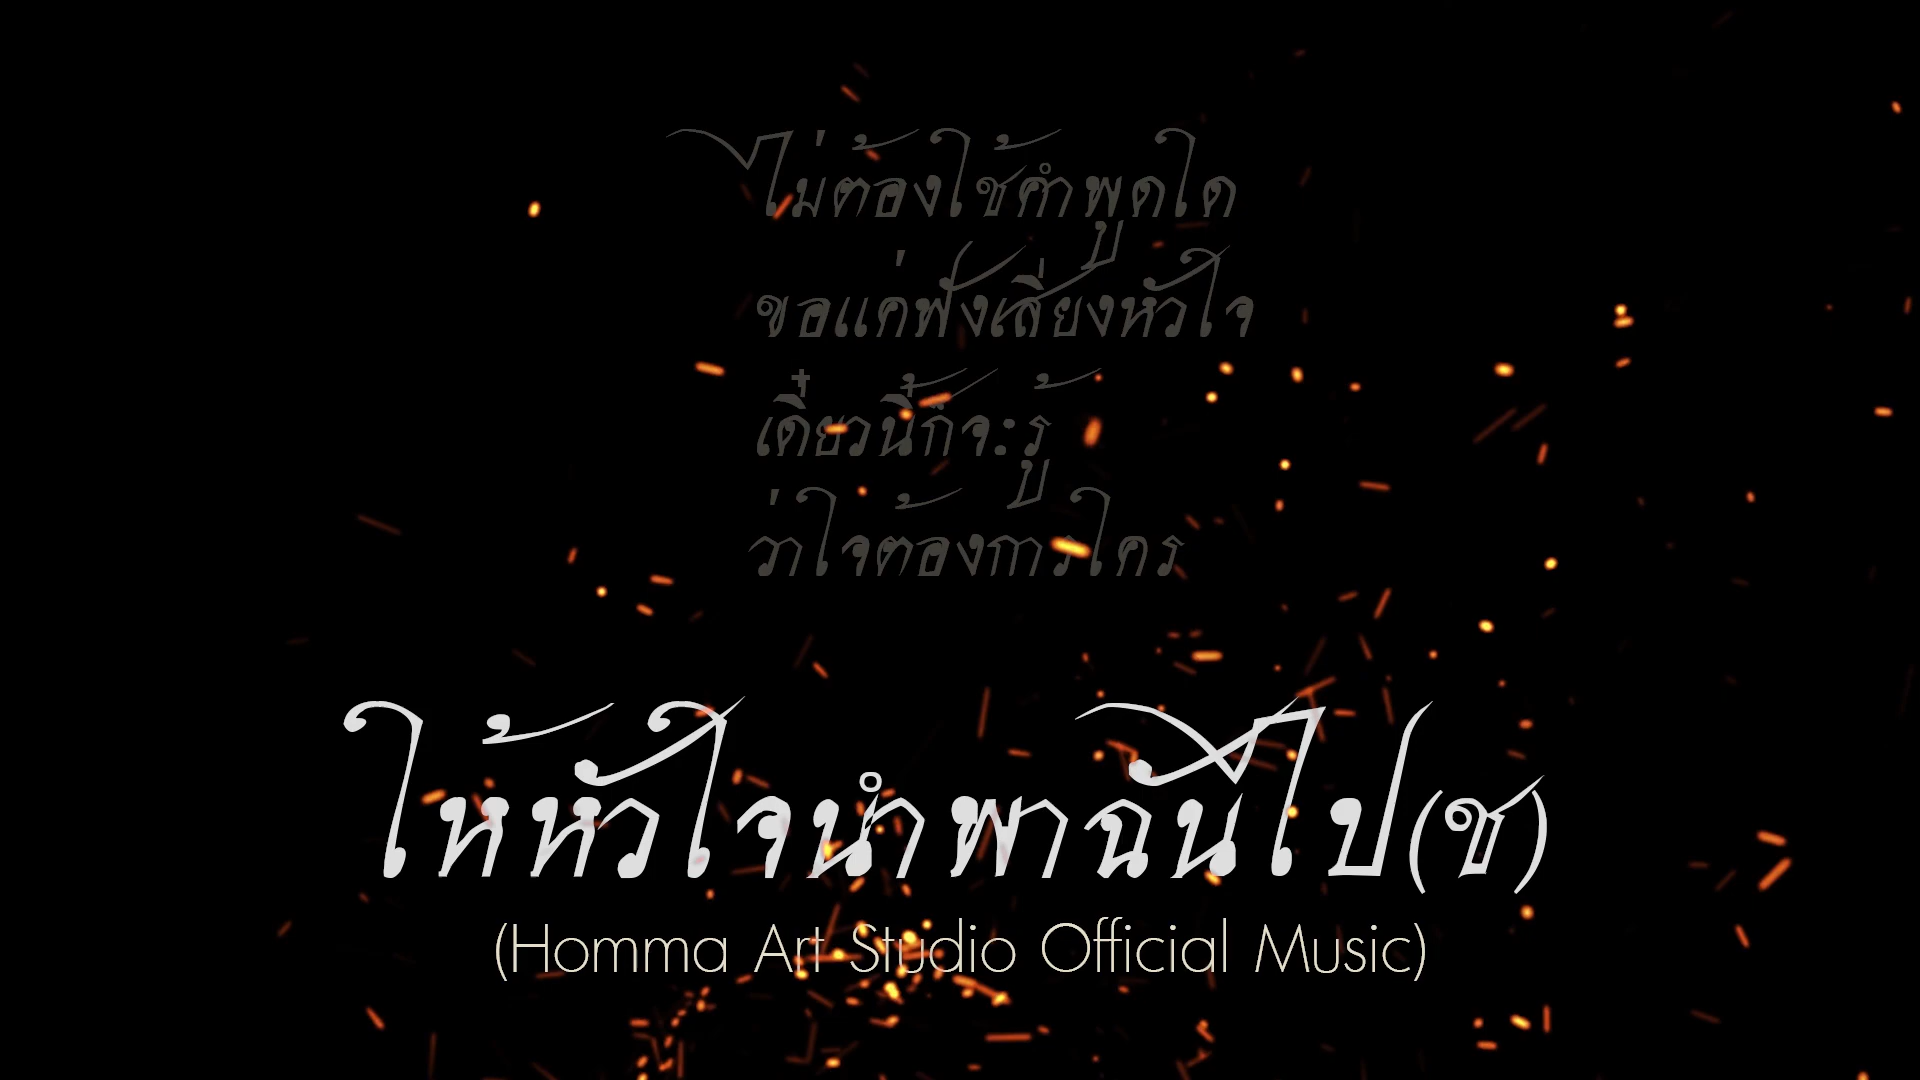 ไม่ต้องใช้คำพูดใด
ขอแค่ฟังเสี่ยงหัวใจ
เดี๋ยวนี้ก็จะรู้
ว่าใจต้องการใคร
ให้หัวใจนำพาฉันไป(ช)
(Homma Art Studio Official Music)